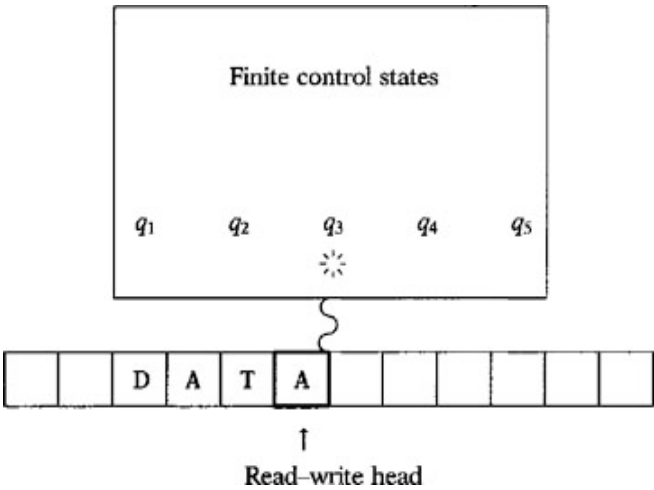 Finite control states
q1 q2 q3 q4 q5
D A T A
Read–write head